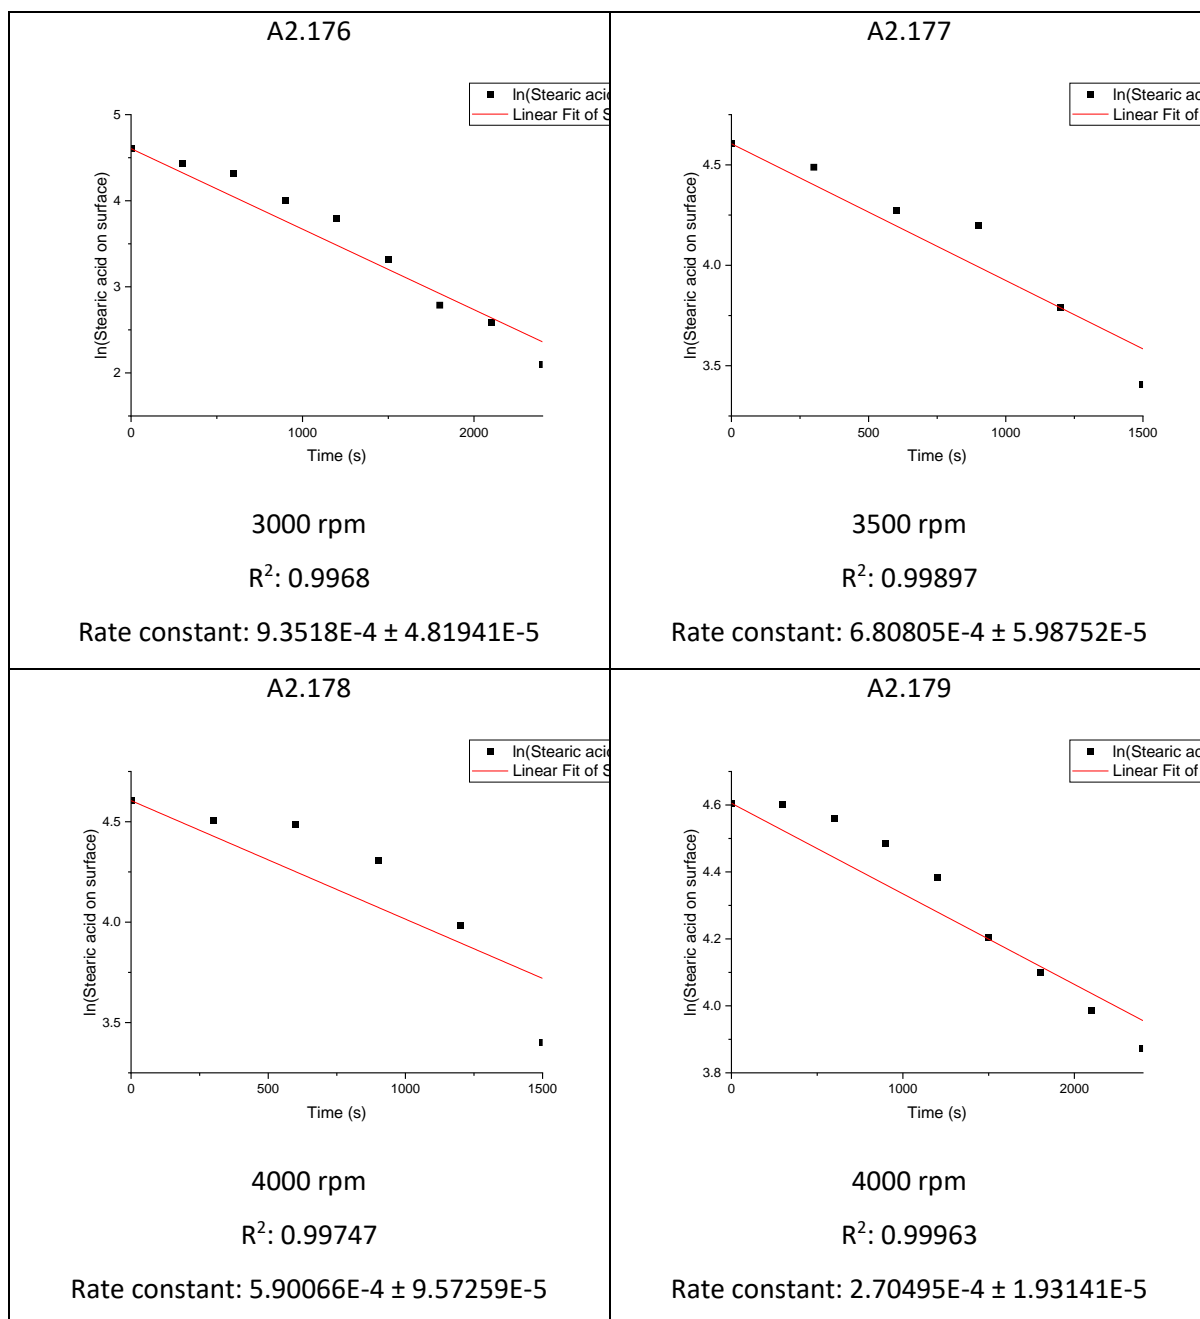 A2.176
ln(Stearic acid
Linear Fit of S
5
4
3
2
ln(Stearic acid on surface)
0
1000
2000
Time (s)
3000 rpm
R²: 0.9968
Rate constant: 9.3518E-4 ± 4.81941E-5
A2.177
ln(Stearic ac
Linear Fit of
4.5
4.0
3.5
ln(Stearic acid on surface)
0
500
1000
1500
Time (s)
3500 rpm
R²: 0.99897
Rate constant: 6.80805E-4 ± 5.98752E-5
A2.178
ln(Stearic acid
Linear Fit of S
4.5
4.0
3.5
ln(Stearic acid on surface)
0
500
1000
1500
Time (s)
4000 rpm
R²: 0.99747
Rate constant: 5.90066E-4 ± 9.57259E-5
A2.179
ln(Stearic ac
Linear Fit of
4.6
4.4
4.2
4.0
3.8
ln(Stearic acid on surface)
0
1000
2000
Time (s)
4000 rpm
R²: 0.99963
Rate constant: 2.70495E-4 ± 1.93141E-5